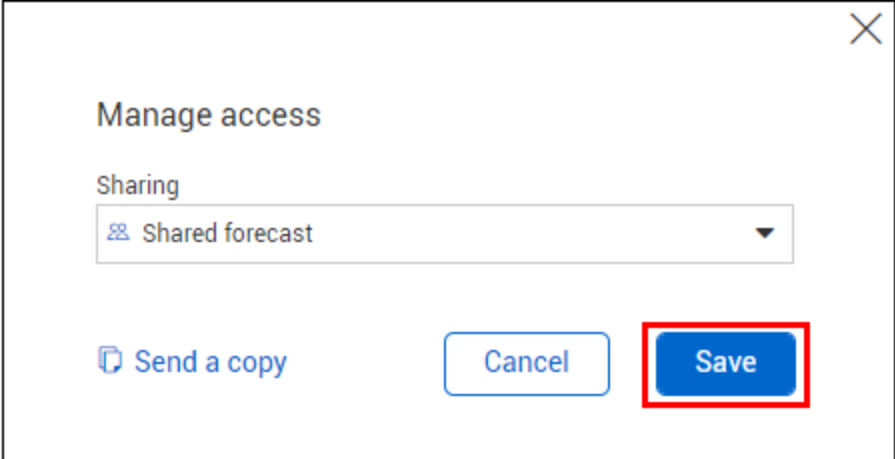 Manage access
Sharing
Shared forecast
Send a copy
Cancel
Save